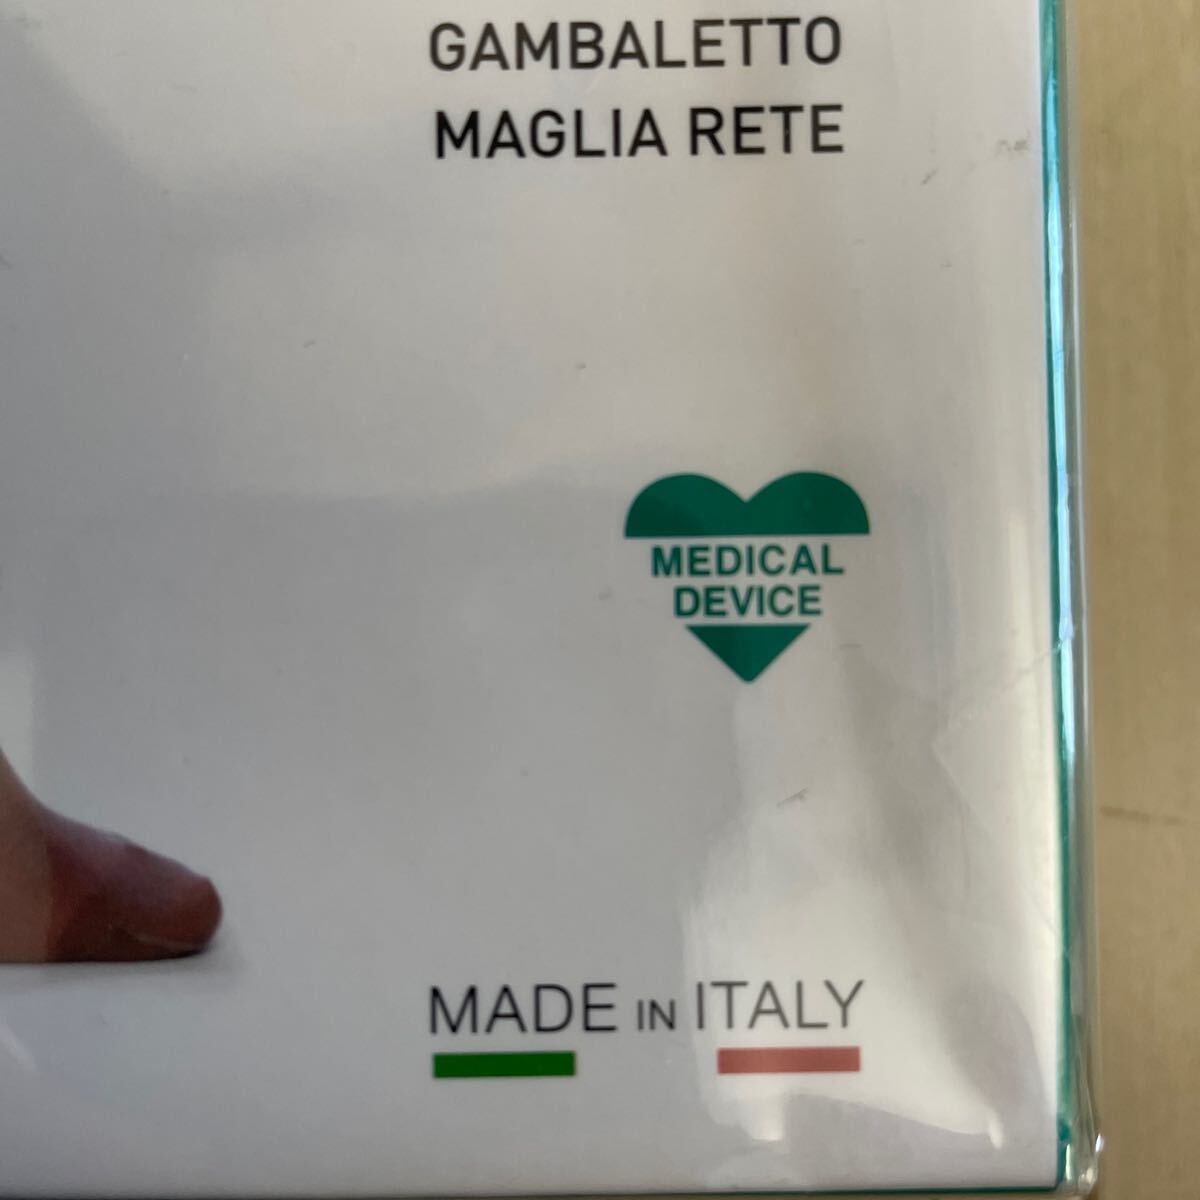 GAMBALETTO
MAGLIA RETE
MEDICAL
DEVICE
MADE IN ITALY